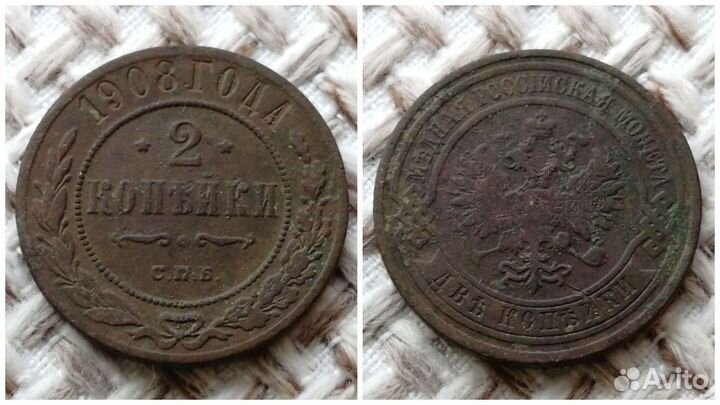 1908 ГОДА
* 2 *
КОПѢЙКИ
С.П.Б.
МѢДНАЯ РОССІЙСКАЯ МОНЕТА
ДВѢ КОПѢЙКИ
Avito